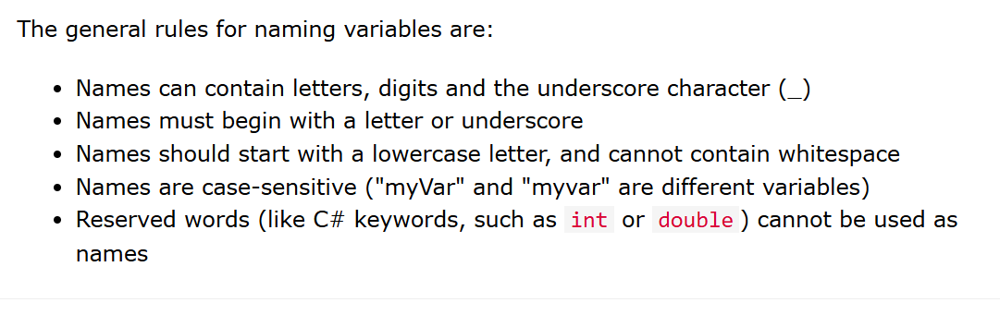 The general rules for naming variables are:
• Names can contain letters, digits and the underscore character (_)
• Names must begin with a letter or underscore
• Names should start with a lowercase letter, and cannot contain whitespace
• Names are case-sensitive ("myVar" and "myvar" are different variables)
• Reserved words (like C# keywords, such as int or double ) cannot be used as
names